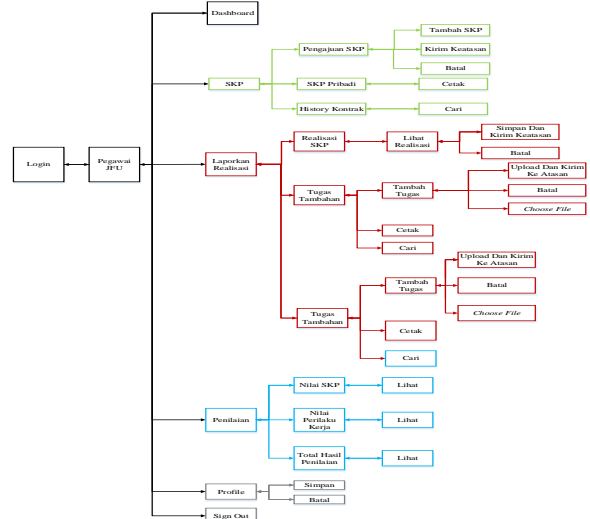 Dashboard
Tambah SKP
Pengajuan SKP
Kirim Keatasan
Batal
SKP
SKP Pribadi
Cetak
History Kontrak
Cari
Login
Pegawai
JFU
Laporkan
Realisasi
Realisasi
SKP
Lihat
Realisasi
Simpan Dan
Kirim Keatasan
Batal
Tugas
Tambahan
Tambah
Tugas
Upload Dan Kirim
Ke Atasan
Batal
Choose File
Cetak
Cari
Tugas
Tambahan
Tambah
Tugas
Upload Dan Kirim
Ke Atasan
Batal
Choose File
Cetak
Cari
Penilaian
Nilai SKP
Lihat
Nilai
Perilaku
Kerja
Lihat
Total Hasil
Penilaian
Lihat
Profile
Simpan
Batal
Sign Out